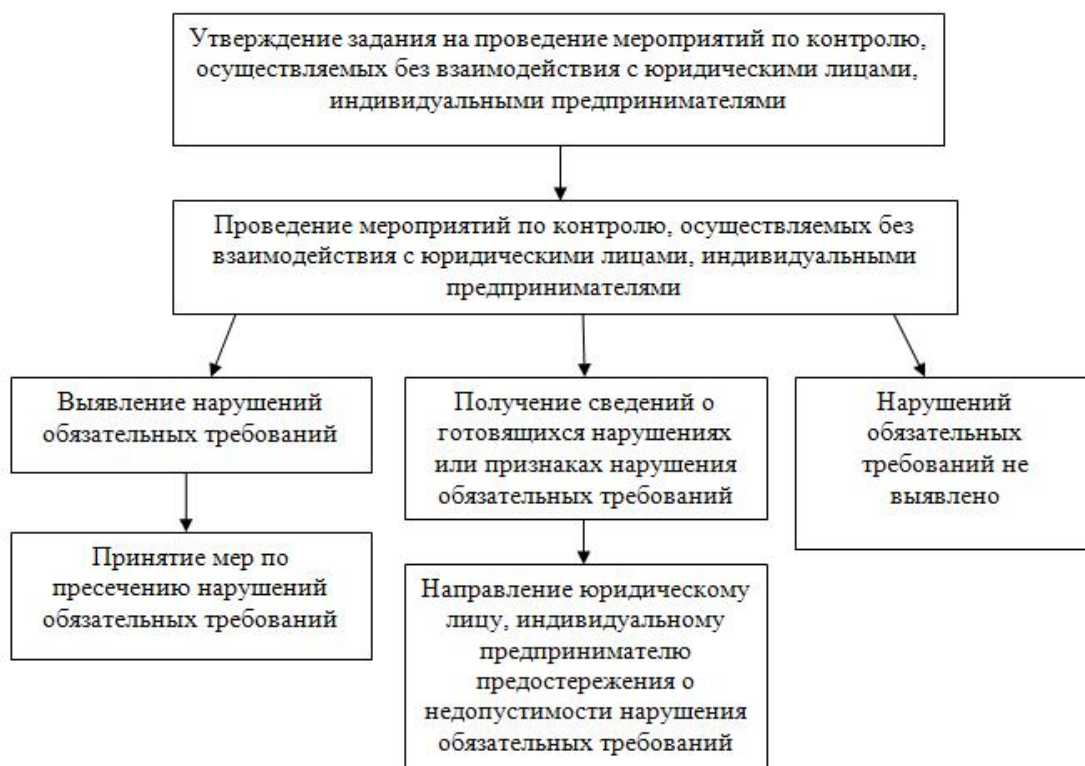 Утверждение задания на проведение мероприятий по контролю,
осуществляемых без взаимодействия с юридическими лицами,
индивидуальными предпринимателями
Проведение мероприятий по контролю, осуществляемых без
взаимодействия с юридическими лицами, индивидуальными
предпринимателями
Выявление нарушений
обязательных требований
Получение сведений о
готовящихся нарушениях
или признаках нарушения
обязательных требований
Нарушений
обязательных
требований не
выявлено
Принятие мер по
пресечению нарушений
обязательных требований
Направление юридическому
лицу, индивидуальному
предпринимателю
предостережения о
недопустимости нарушения
обязательных требований